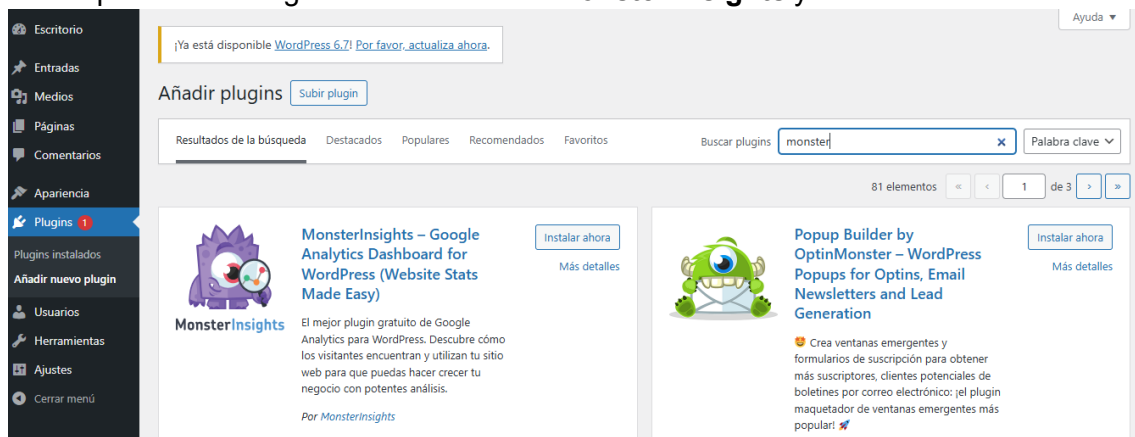 Escritorio
Entradas
Medios
Páginas
Comentarios
Apariencia
Plugins 1
Plugins instalados
Añadir nuevo plugin
Usuarios
Herramientas
Ajustes
Cerrar menú
Ayuda
¡Ya está disponible WordPress 6.7! Por favor, actualiza ahora.
Añadir plugins Subir plugin
Resultados de la búsqueda Destacados Populares Recomendados Favoritos Buscar plugins monster Palabra clave
81 elementos « ‹ 1 de 3 › »
MonsterInsights
MonsterInsights – Google
Analytics Dashboard for
WordPress (Website Stats
Made Easy)
Instalar ahora
Más detalles
El mejor plugin gratuito de Google
Analytics para WordPress. Descubre cómo
los visitantes encuentran y utilizan tu sitio
web para que puedas hacer crecer tu
negocio con potentes análisis.
Por MonsterInsights
Popup Builder by
OptinMonster – WordPress
Popups for Optins, Email
Newsletters and Lead
Generation
Instalar ahora
Más detalles
🤩 Crea ventanas emergentes y
formularios de suscripción para obtener
más suscriptores, clientes potenciales de
boletines por correo electrónico: ¡el plugin
maquetador de ventanas emergentes más
popular! 🚀